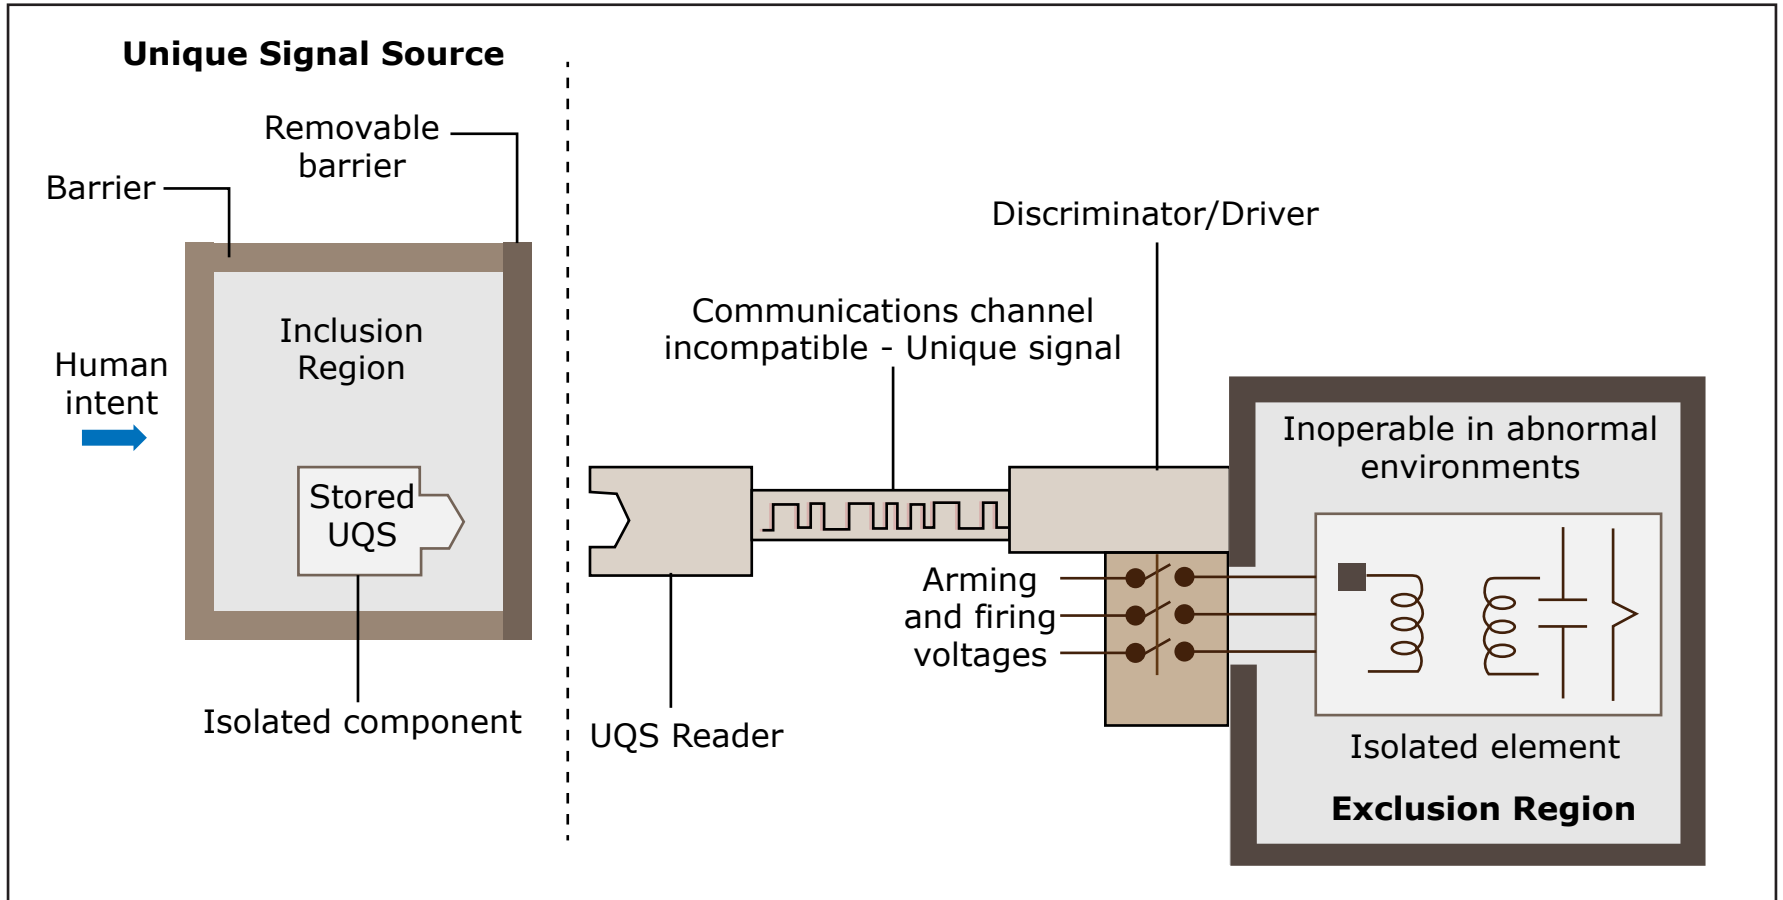 Unique Signal Source
Removable
barrier
Barrier
Inclusion
Region
Human
intent
Stored
UQS
Isolated component
Discriminator/Driver
Communications channel
incompatible - Unique signal
UQS Reader
Arming
and firing
voltages
Inoperable in abnormal
environments
Isolated element
Exclusion Region